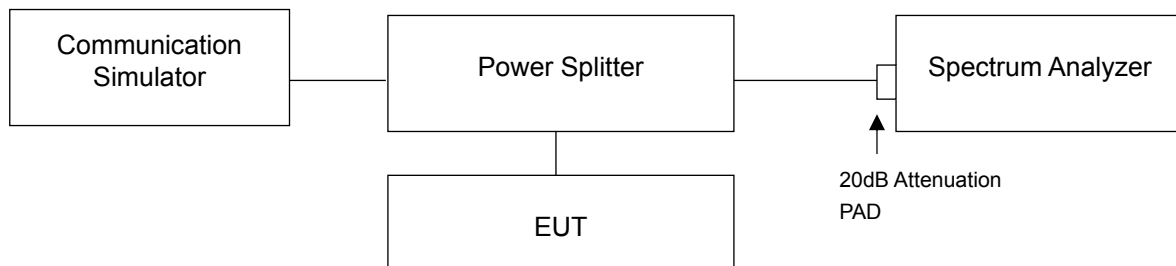 Communication
Simulator
Power Splitter
Spectrum Analyzer
20dB Attenuation
PAD
EUT